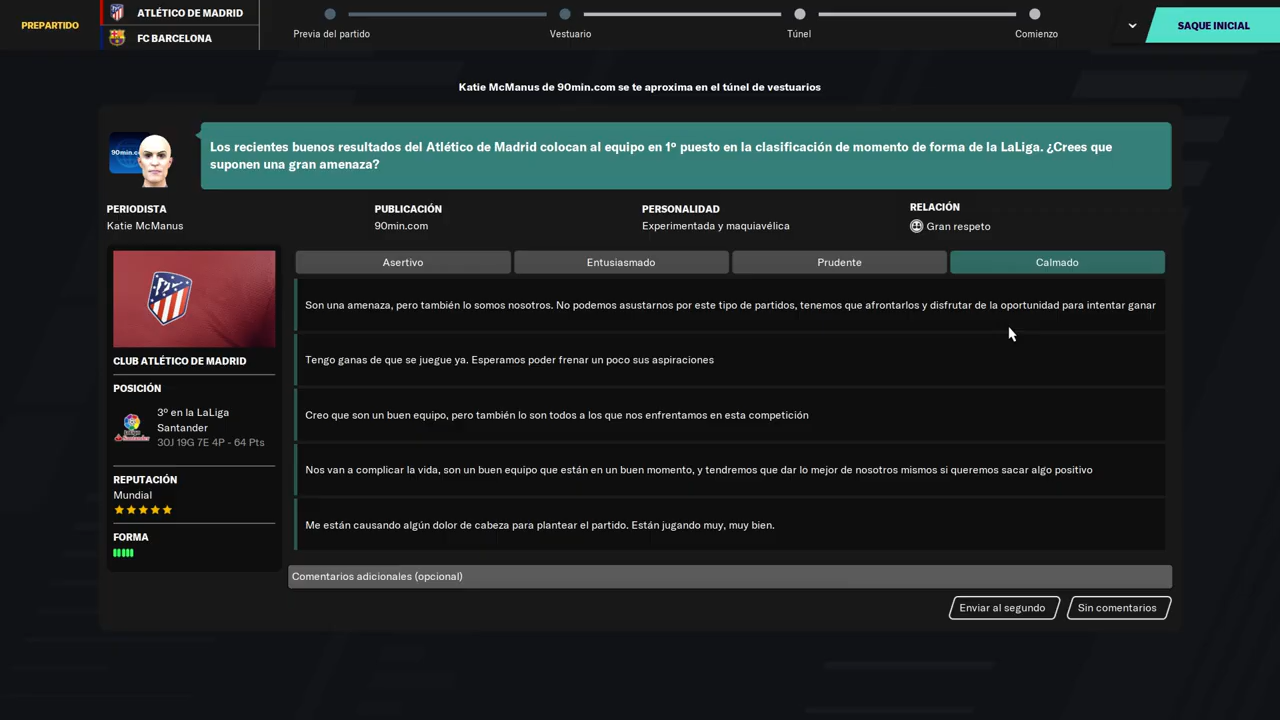 PREPARTIDO
ATLÉTICO DE MADRID
FC BARCELONA
Previa del partido
Vestuario
Túnel
Comienzo
SAQUE INICIAL
Katie McManus de 90min.com se te aproxima en el túnel de vestuarios
Los recientes buenos resultados del Atlético de Madrid colocan al equipo en 1º puesto en la clasificación de momento de forma de la LaLiga. ¿Crees que
suponen una gran amenaza?
PERIODISTA
Katie McManus
PUBLICACIÓN
90min.com
PERSONALIDAD
Experimentada y maquiavélica
RELACIÓN
Gran respeto
Asertivo
Entusiasmado
Prudente
Calmado
Son una amenaza, pero también lo somos nosotros. No podemos asustarnos por este tipo de partidos, tenemos que afrontarlos y disfrutar de la oportunidad para intentar ganar
Tengo ganas de que se juegue ya. Esperamos poder frenar un poco sus aspiraciones
Creo que son un buen equipo, pero también lo son todos a los que nos enfrentamos en esta competición
Nos van a complicar la vida, son un buen equipo que están en un buen momento, y tendremos que dar lo mejor de nosotros mismos si queremos sacar algo positivo
Me están causando algún dolor de cabeza para plantear el partido. Están jugando muy, muy bien.
CLUB ATLÉTICO DE MADRID
POSICIÓN
3º en la LaLiga
Santander
30J 19G 7E 4P - 64 Pts
REPUTACIÓN
Mundial
FORMA
Comentarios adicionales (opcional)
Enviar al segundo
Sin comentarios